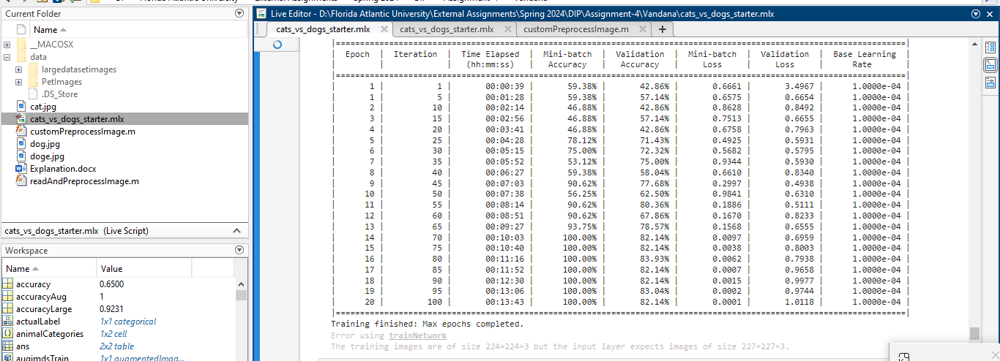 Live Editor - D:\Florida Atlantic University\External Assignments\Spring 2024\DIP\Assignment-4\Vandana\cats_vs_dogs_starter.mlx
Current Folder
Name
__MACOSX
data
largedatasetimages
PetImages
.DS_Store
cat.jpg
cats_vs_dogs_starter.mlx
customPreprocessImage.m
dog.jpg
doge.jpg
Explanation.docx
readAndPreprocessImage.m
cats_vs_dogs_starter.mlx (Live Script)
Workspace
Name Value
accuracy 0.6500
accuracyAug 1
accuracyLarge 0.9231
actualLabel 1x1 categorical
animalCategories 1x2 cell
ans 2x2 table
augimdsTrain 1x1 augmentedImag...
cats_vs_dogs_starter.mlx cats_vs_dogs_starter.mlx customPreprocessImage.m
|==================================================================================================|
| Epoch | Iteration | Time Elapsed | Mini-batch | Validation | Mini-batch | Validation | Base Learning |
| | | (hh:mm:ss) | Accuracy | Accuracy | Loss | Loss | Rate |
|==================================================================================================|
| 1 | 1 | 00:00:39 | 59.38% | 42.86% | 0.6661 | 3.4967 | 1.0000e-04 |
| 1 | 5 | 00:01:28 | 59.38% | 57.14% | 0.6575 | 0.6654 | 1.0000e-04 |
| 2 | 10 | 00:02:14 | 46.88% | 42.86% | 0.8628 | 0.8492 | 1.0000e-04 |
| 3 | 15 | 00:02:56 | 46.88% | 57.14% | 0.7513 | 0.6655 | 1.0000e-04 |
| 4 | 20 | 00:03:41 | 46.88% | 42.86% | 0.6758 | 0.7963 | 1.0000e-04 |
| 5 | 25 | 00:04:28 | 78.12% | 71.43% | 0.4925 | 0.5931 | 1.0000e-04 |
| 6 | 30 | 00:05:15 | 75.00% | 72.32% | 0.5682 | 0.5795 | 1.0000e-04 |
| 7 | 35 | 00:05:52 | 53.12% | 75.00% | 0.9344 | 0.5930 | 1.0000e-04 |
| 8 | 40 | 00:06:27 | 59.38% | 58.04% | 0.6610 | 0.8340 | 1.0000e-04 |
| 9 | 45 | 00:07:03 | 90.62% | 77.68% | 0.2997 | 0.4938 | 1.0000e-04 |
| 10 | 50 | 00:07:38 | 56.25% | 62.50% | 0.9841 | 0.6310 | 1.0000e-04 |
| 11 | 55 | 00:08:14 | 90.62% | 80.36% | 0.1886 | 0.5111 | 1.0000e-04 |
| 12 | 60 | 00:08:51 | 90.62% | 67.86% | 0.1670 | 0.8233 | 1.0000e-04 |
| 13 | 65 | 00:09:27 | 93.75% | 78.57% | 0.1568 | 0.6555 | 1.0000e-04 |
| 14 | 70 | 00:10:03 | 100.00% | 82.14% | 0.0097 | 0.6959 | 1.0000e-04 |
| 15 | 75 | 00:10:40 | 100.00% | 82.14% | 0.0038 | 0.8003 | 1.0000e-04 |
| 16 | 80 | 00:11:16 | 100.00% | 83.93% | 0.0062 | 0.7938 | 1.0000e-04 |
| 17 | 85 | 00:11:52 | 100.00% | 82.14% | 0.0007 | 0.9658 | 1.0000e-04 |
| 18 | 90 | 00:12:30 | 100.00% | 82.14% | 0.0015 | 0.9977 | 1.0000e-04 |
| 19 | 95 | 00:13:06 | 100.00% | 83.04% | 0.0002 | 0.9744 | 1.0000e-04 |
| 20 | 100 | 00:13:43 | 100.00% | 82.14% | 0.0001 | 1.0118 | 1.0000e-04 |
|==================================================================================================|
Training finished: Max epochs completed.
Error using trainNetwork
The training images are of size 224×224×3 but the input layer expects images of size 227×227×3.